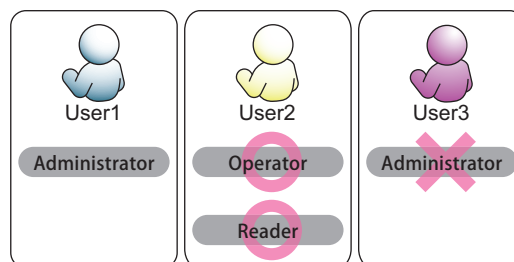 User1
User2
User3
Administrator
Operator
Administrator
Reader